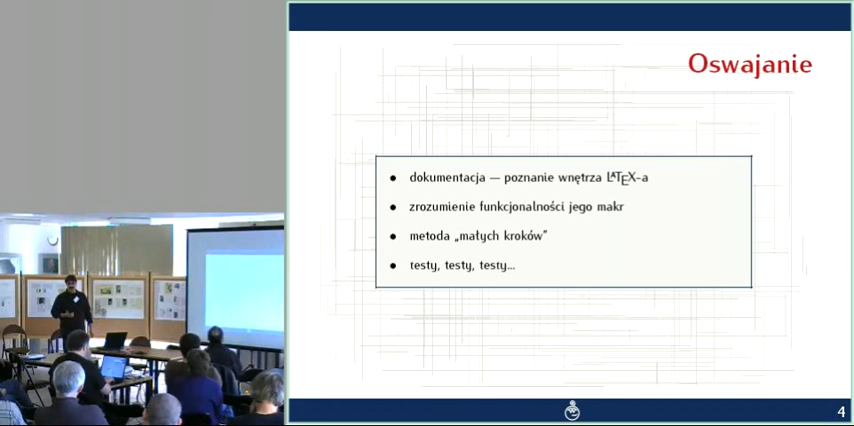 Oswajanie
• dokumentacja — poznanie wnętrza LATEX-a
• zrozumienie funkcjonalności jego makr
• metoda „małych kroków”
• testy, testy, testy...
4